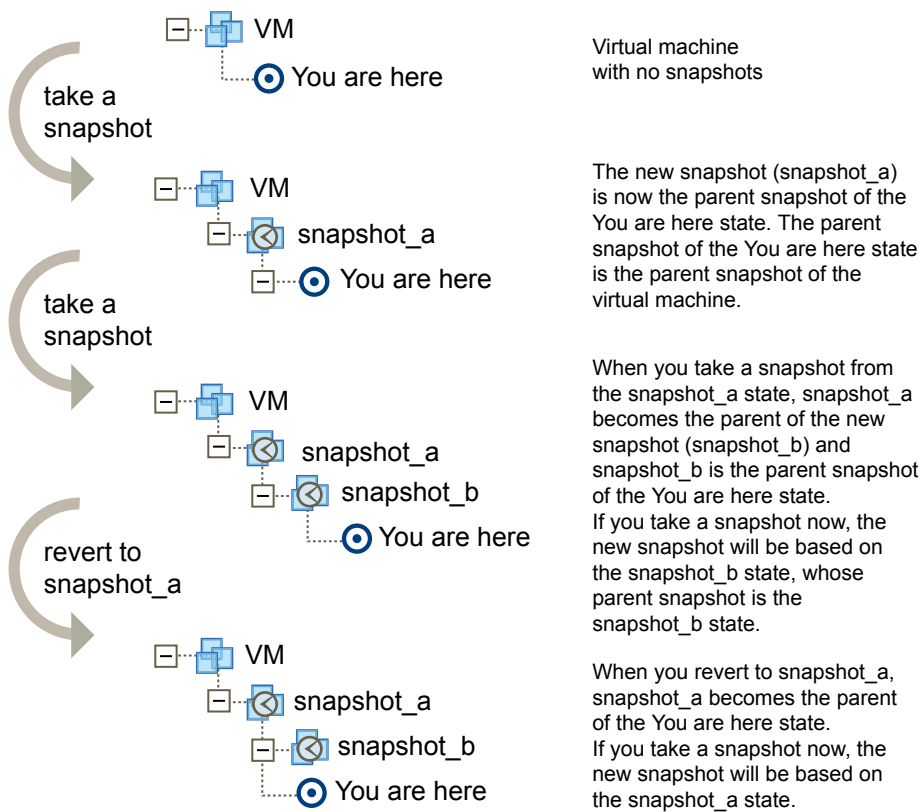 VM
You are here
Virtual machine
with no snapshots
take a
snapshot
VM
snapshot_a
You are here
The new snapshot (snapshot_a)
is now the parent snapshot of the
You are here state. The parent
snapshot of the You are here state
is the parent snapshot of the
virtual machine.
take a
snapshot
VM
snapshot_a
snapshot_b
You are here
When you take a snapshot from
the snapshot_a state, snapshot_a
becomes the parent of the new
snapshot (snapshot_b) and
snapshot_b is the parent snapshot
of the You are here state.
If you take a snapshot now, the
new snapshot will be based on
the snapshot_b state, whose
parent snapshot is the
snapshot_b state.
revert to
snapshot_a
VM
snapshot_a
snapshot_b
You are here
When you revert to snapshot_a,
snapshot_a becomes the parent
of the You are here state.
If you take a snapshot now, the
new snapshot will be based on
the snapshot_a state.